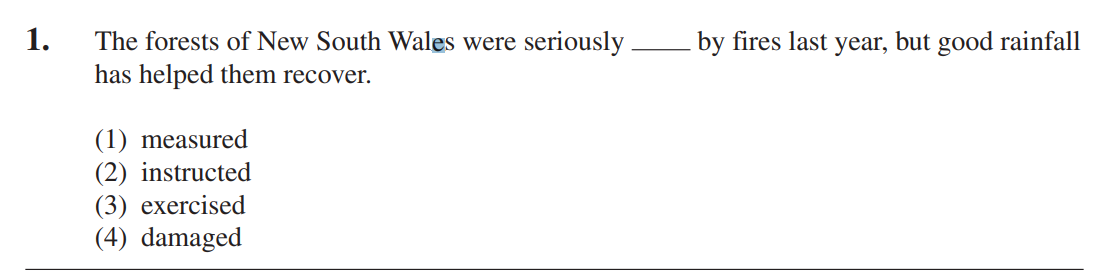 1. The forests of New South Wales were seriously ____ by fires last year, but good rainfall
has helped them recover.
(1) measured
(2) instructed
(3) exercised
(4) damaged